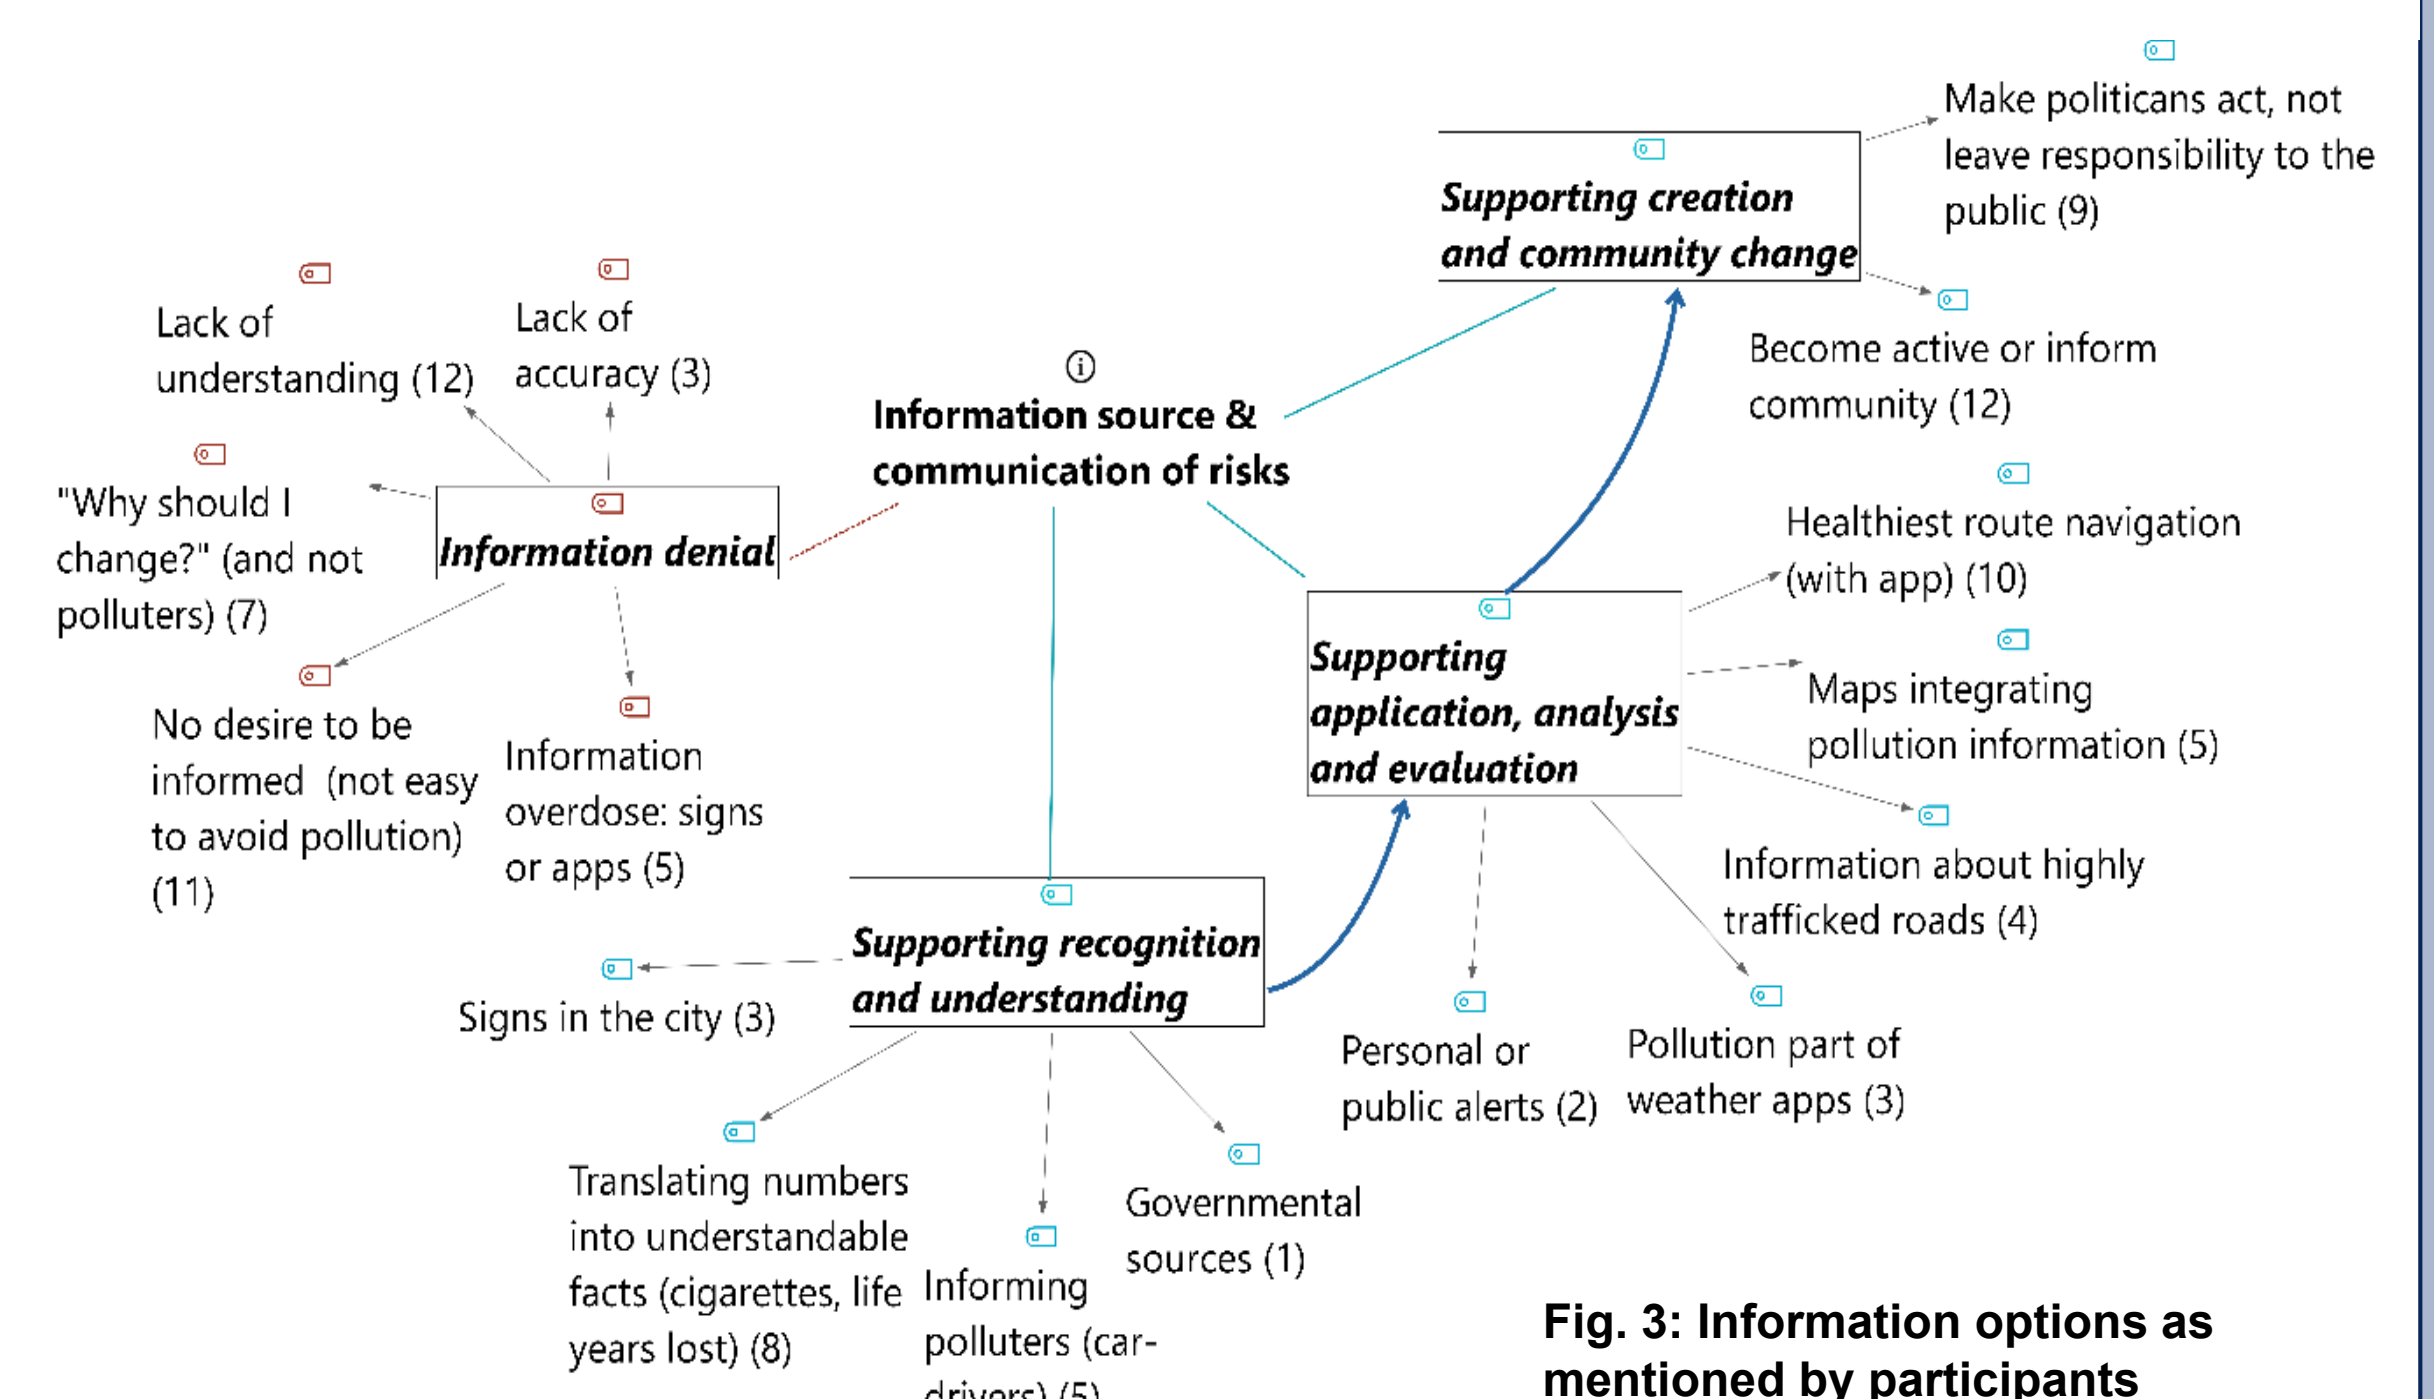 Make politicans act, not
leave responsibility to the
public (9)
Supporting creation
and community change
Become active or inform
community (12)
Lack of
understanding (12)
Lack of
accuracy (3)
Information source &
communication of risks
"Why should I
change?" (and not
polluters) (7)
Information denial
Healthiest route navigation
(with app) (10)
Supporting
application, analysis
and evaluation
Maps integrating
pollution information (5)
No desire to be
informed (not easy
to avoid pollution)
(11)
Information
overdose: signs
or apps (5)
Information about highly
trafficked roads (4)
Supporting recognition
and understanding
Signs in the city (3)
Personal or
public alerts (2)
Pollution part of
weather apps (3)
Translating numbers
into understandable
facts (cigarettes, life
years lost) (8)
Informing
polluters (car-
drivers) (5)
Governmental
sources (1)
Fig. 3: Information options as
mentioned by participants